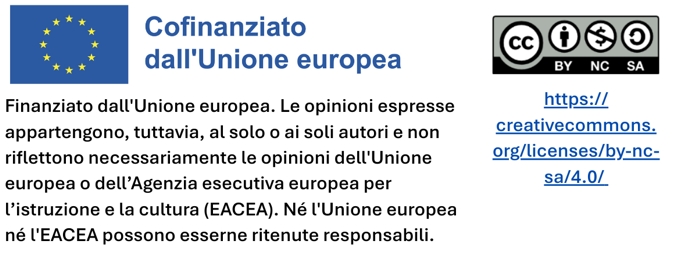 Cofinanziato
dall'Unione europea
Finanziato dall'Unione europea. Le opinioni espresse
appartengono, tuttavia, al solo o ai soli autori e non
riflettono necessariamente le opinioni dell'Unione
europea o dell’Agenzia esecutiva europea per
l’istruzione e la cultura (EACEA). Né l'Unione europea
né l'EACEA possono esserne ritenute responsabili.
cc
BY NC SA
https://
creativecommons.
org/licenses/by-nc-
sa/4.0/